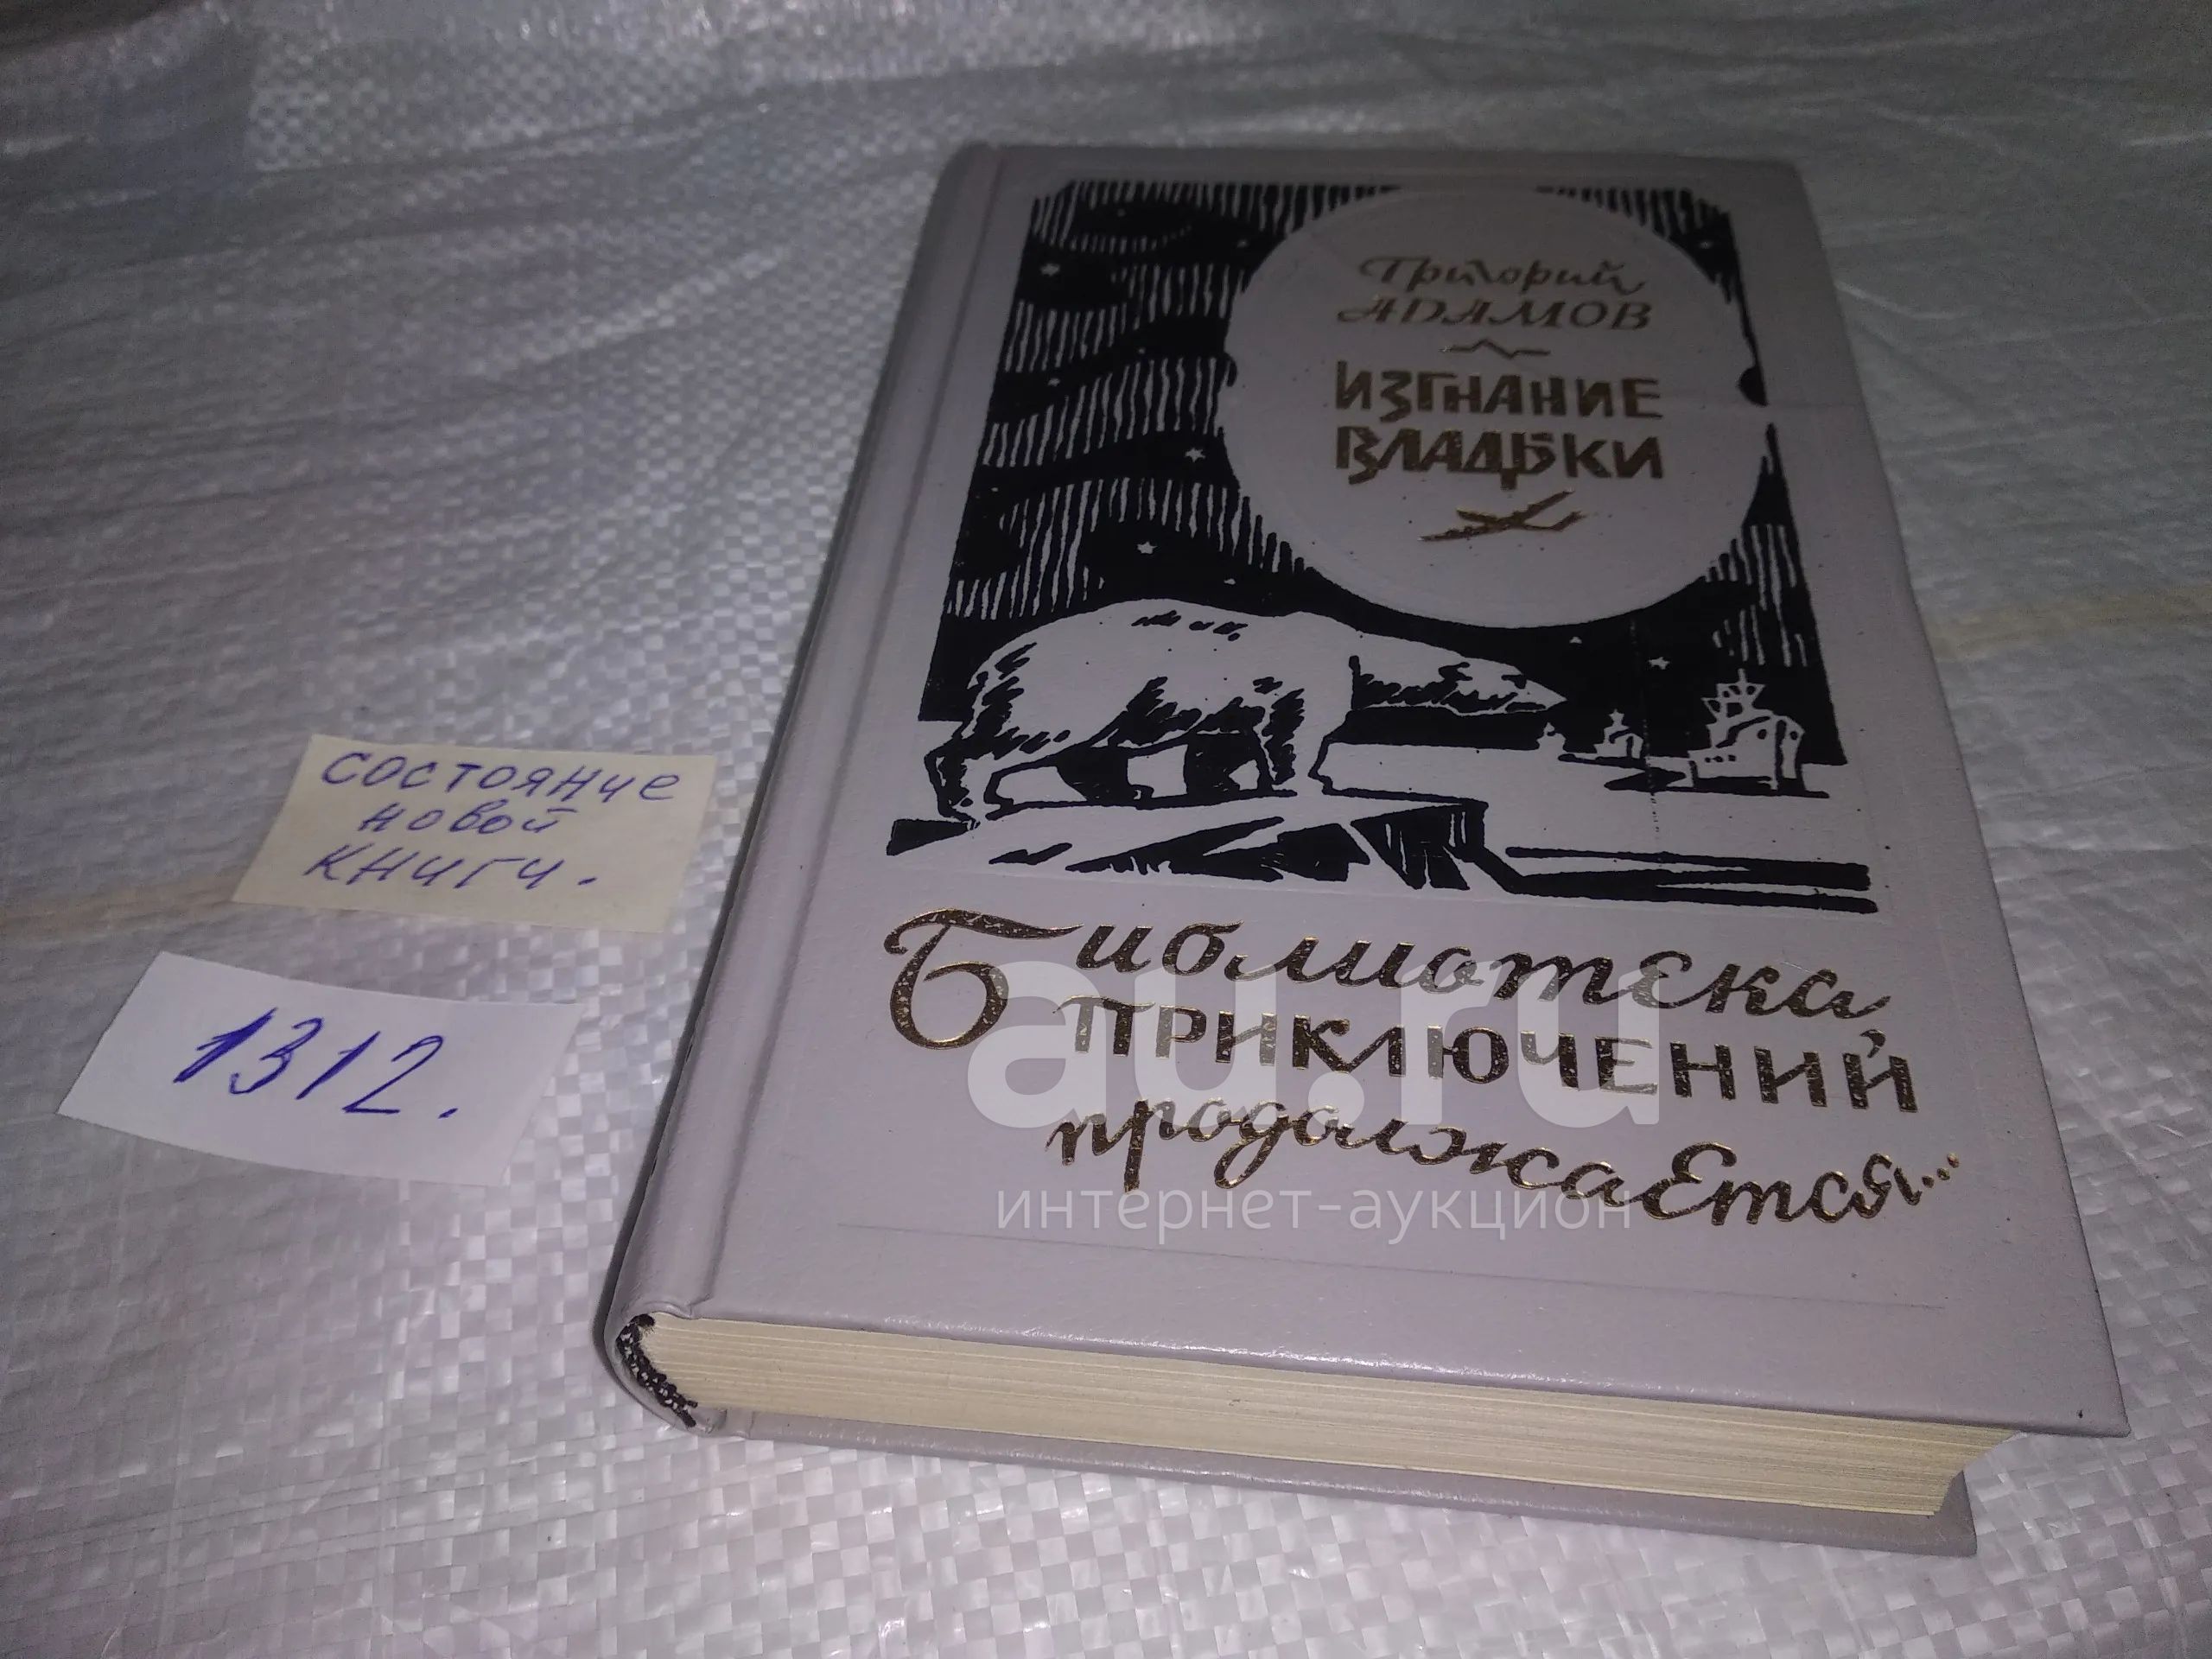 Григорий
АДАМОВ
ИЗГНАНИЕ
ВЛАДЫКИ
Библиотека
ПРИКЛЮЧЕНИЙ
продолжается...
состояние
новой
книги.
1312.
au.ru
интернет-аукцион